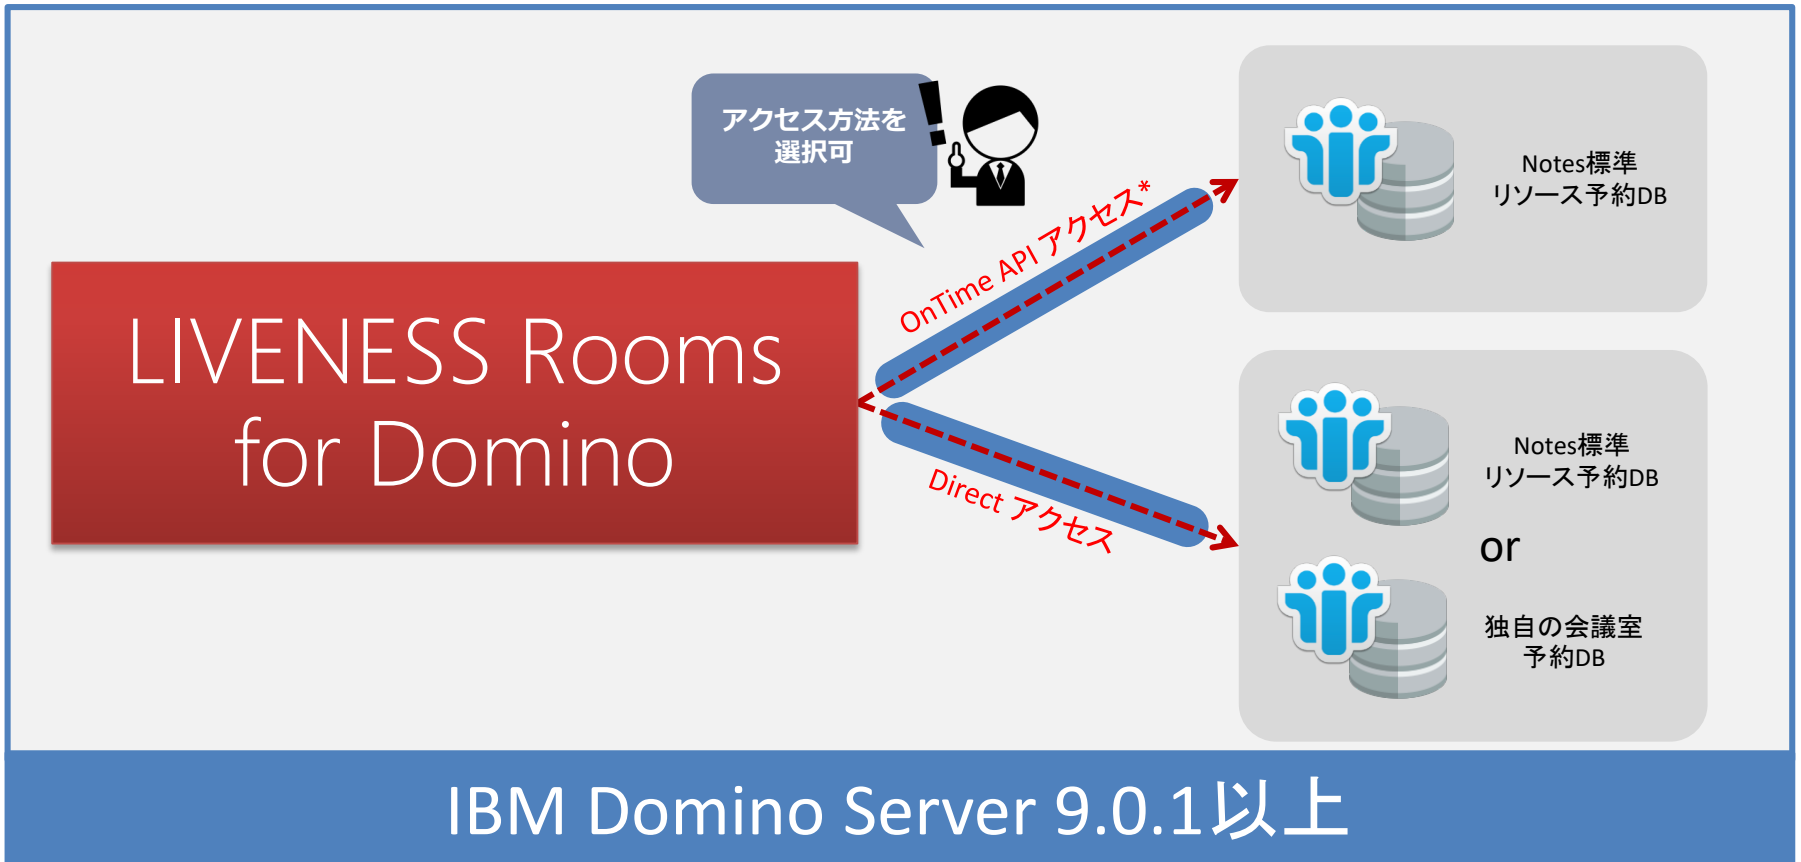 アクセス方法を
選択可
OnTime API アクセス*
Notes標準
リソース予約DB
LIVENESS Rooms
for Domino
Direct アクセス
Notes標準
リソース予約DB
or
独自の会議室
予約DB
IBM Domino Server 9.0.1以上